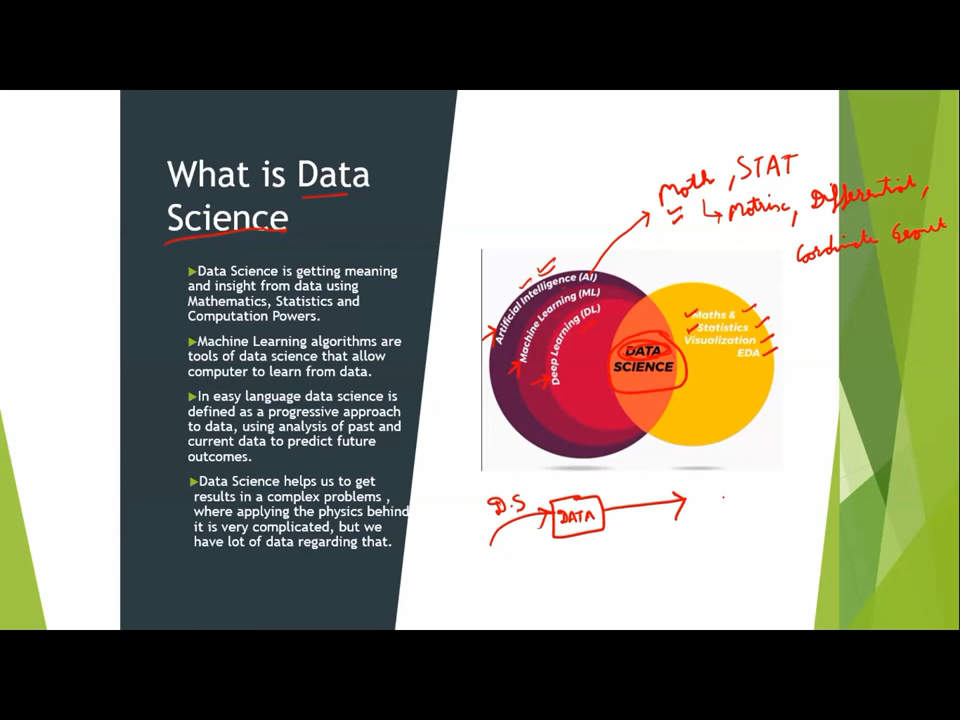 What is Data
Science
Data Science is getting meaning
and insight from data using
Mathematics, Statistics and
Computation Powers.
Machine Learning algorithms are
tools of data science that allow
computer to learn from data.
In easy language data science is
defined as a progressive approach
to data, using analysis of past and
current data to predict future
outcomes.
Data Science helps us to get
results in a complex problems ,
where applying the physics behind
it is very complicated, but we
have lot of data regarding that.
Math , STAT
Matrix, Differential,
Coordinate Geomet
Artificial Intelligence (AI)
Machine Learning (ML)
Deep Learning (DL)
DATA
SCIENCE
Maths &
Statistics
Visualization
EDA
D.S
DATA